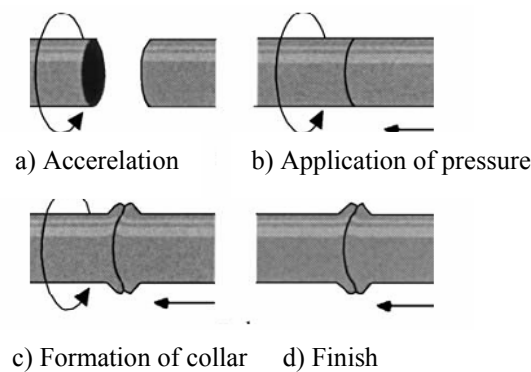 a) Accerelation
b) Application of pressure
c) Formation of collar
d) Finish